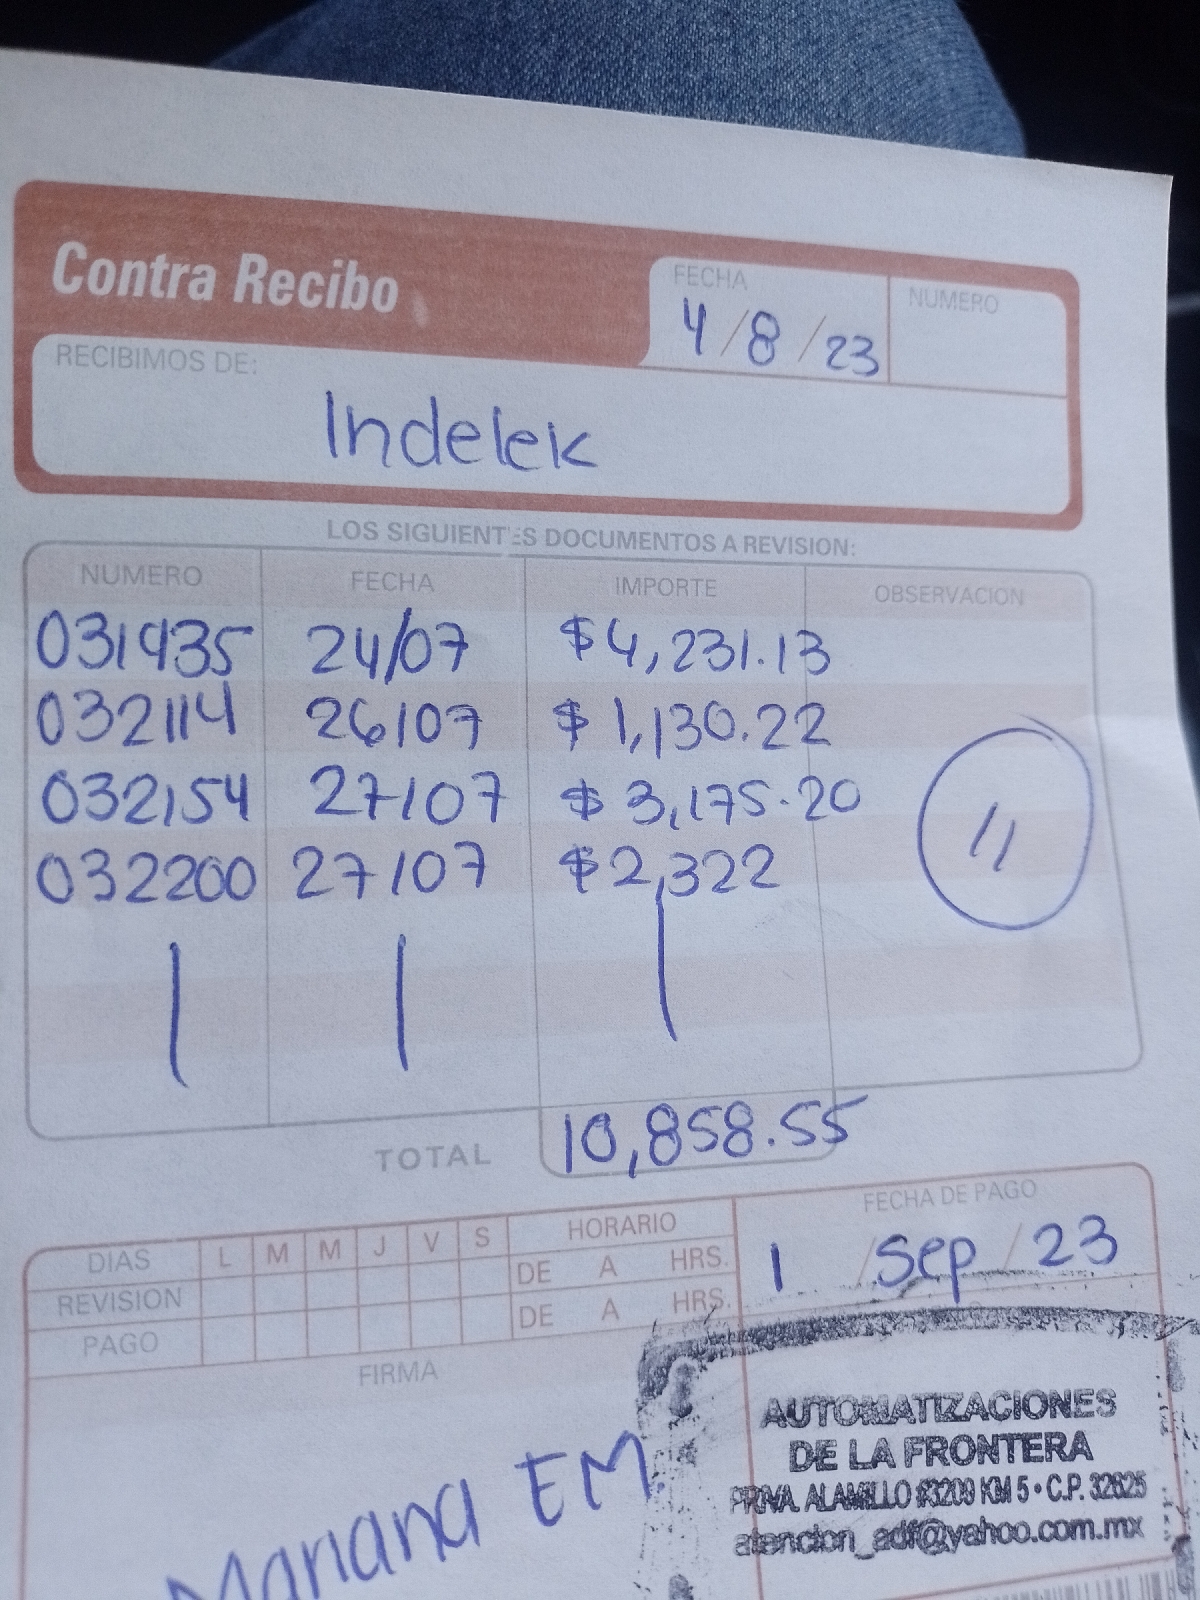 Contra Recibo
FECHA
4/8/23
NUMERO
RECIBIMOS DE:
Indelek
LOS SIGUIENTES DOCUMENTOS A REVISION:
NUMERO FECHA IMPORTE OBSERVACION
031935 24/07 $4,231.13
032114 26/07 $1,130.22
032154 27/07 $3,175.20
032200 27/07 $2,322
11
TOTAL 10,858.55
DIAS L M M J V S HORARIO
REVISION DE A HRS.
PAGO DE A HRS.
FECHA DE PAGO
1/Sep/23
FIRMA
Mariana EM
AUTOMATIZACIONES
DE LA FRONTERA
PRIVA. ALAMILLO #3209 KM 5 • C.P. 32625
atencion_adf@yahoo.com.mx